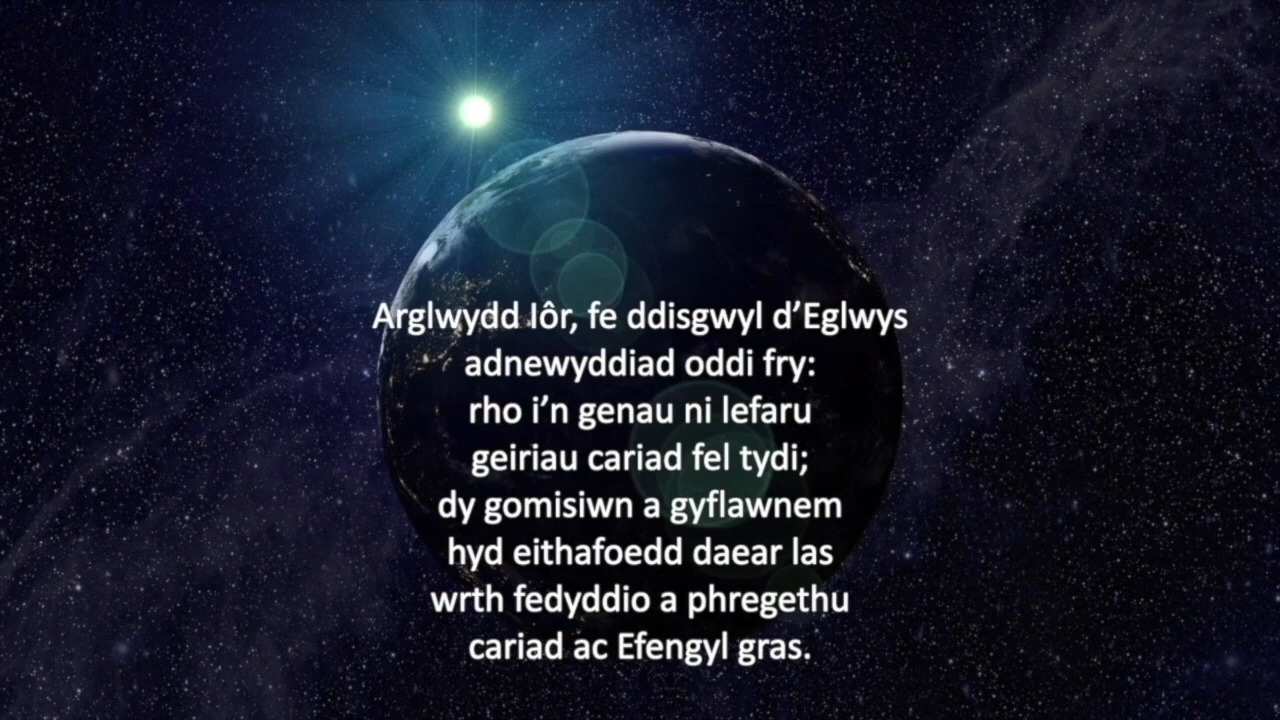 Arglwydd Iôr, fe ddisgwyl d’Eglwys
adnewyddiad oddi fry:
rho i’n genau ni lefaru
geiriau cariad fel tydi;
dy gomisiwn a gyflawnem
hyd eithafoedd daear las
wrth fedyddio a phregethu
cariad ac Efengyl gras.